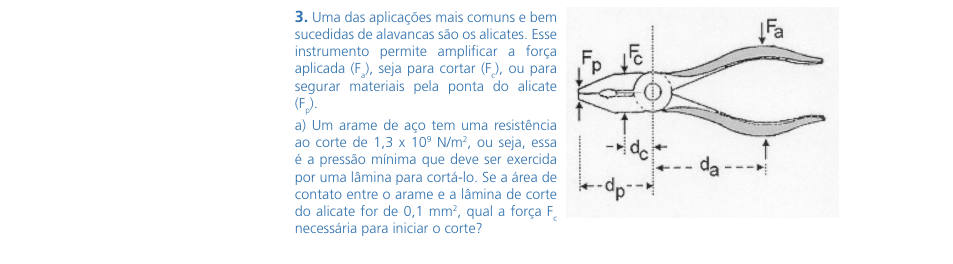 3. Uma das aplicações mais comuns e bem
sucedidas de alavancas são os alicates. Esse
instrumento permite amplificar a força
aplicada (Fa), seja para cortar (Fc), ou para
segurar materiais pela ponta do alicate
(Fp).
a) Um arame de aço tem uma resistência
ao corte de 1,3 x 10⁹ N/m², ou seja, essa
é a pressão mínima que deve ser exercida
por uma lâmina para cortá-lo. Se a área de
contato entre o arame e a lâmina de corte
do alicate for de 0,1 mm², qual a força Fc
necessária para iniciar o corte?
Fa
Fc
Fp
dc
da
dp